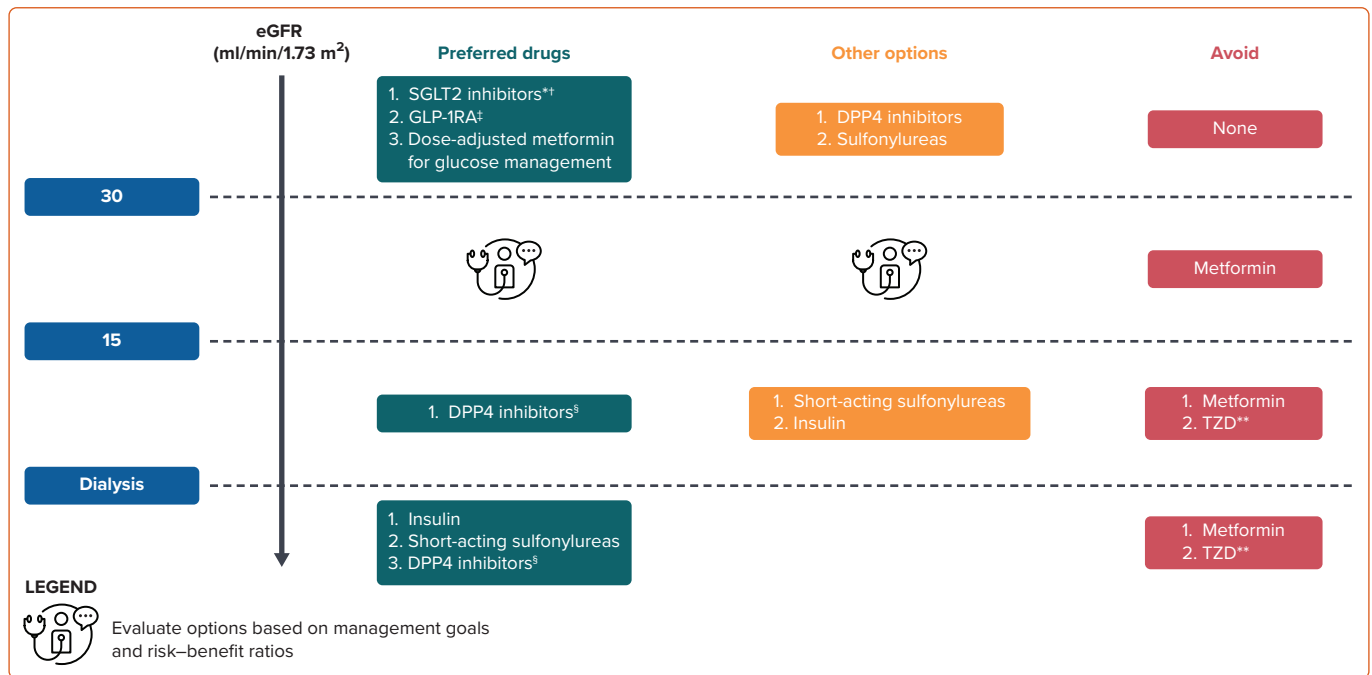 eGFR
(ml/min/1.73 m²)
Preferred drugs
Other options
Avoid
1. SGLT2 inhibitors*†
2. GLP-1RA‡
3. Dose-adjusted metformin
for glucose management
1. DPP4 inhibitors
2. Sulfonylureas
None
30
Metformin
15
1. DPP4 inhibitors§
1. Short-acting sulfonylureas
2. Insulin
1. Metformin
2. TZD**
Dialysis
1. Insulin
2. Short-acting sulfonylureas
3. DPP4 inhibitors§
1. Metformin
2. TZD**
LEGEND
Evaluate options based on management goals
and risk–benefit ratios